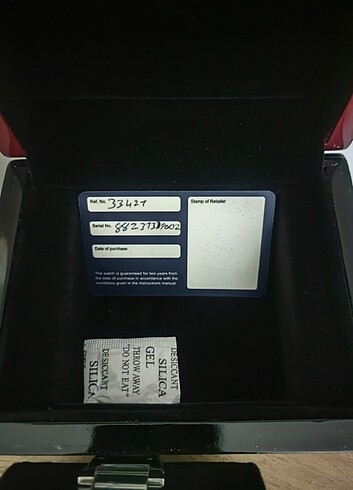 Ref. No. 33427
Stamp of Retailer
Serial No.
Date of purchase
The watch is guaranteed for two years from
the date of purchase in accordance with the
conditions given in the instructions manual
DESICCANT
SILICA
GEL
THROW AWAY
"DO NOT EAT"
DESICCANT
SILICA